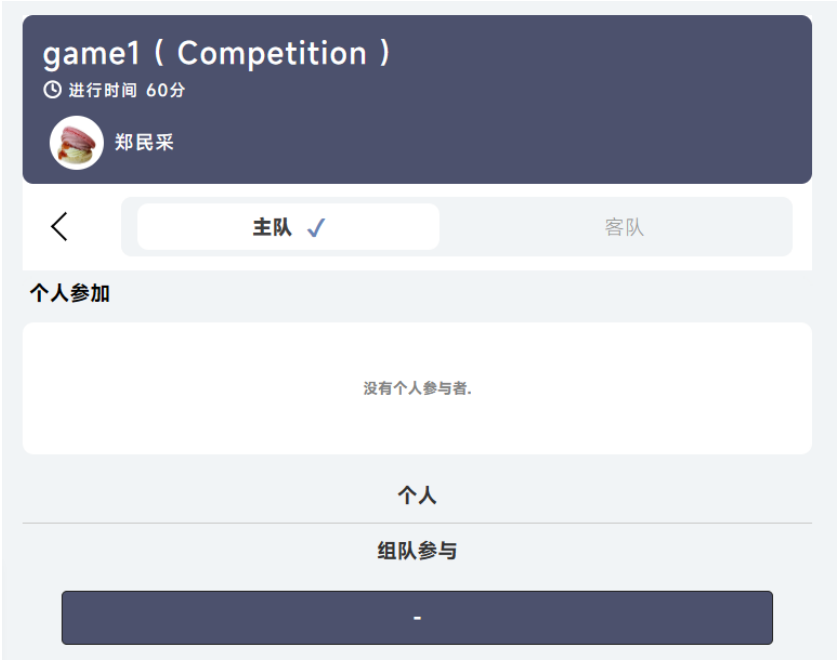 game1 ( Competition )
进行时间 60分
郑民采
主队 ✓ 客队
个人参加
没有个人参与者.
个人
组队参与
-